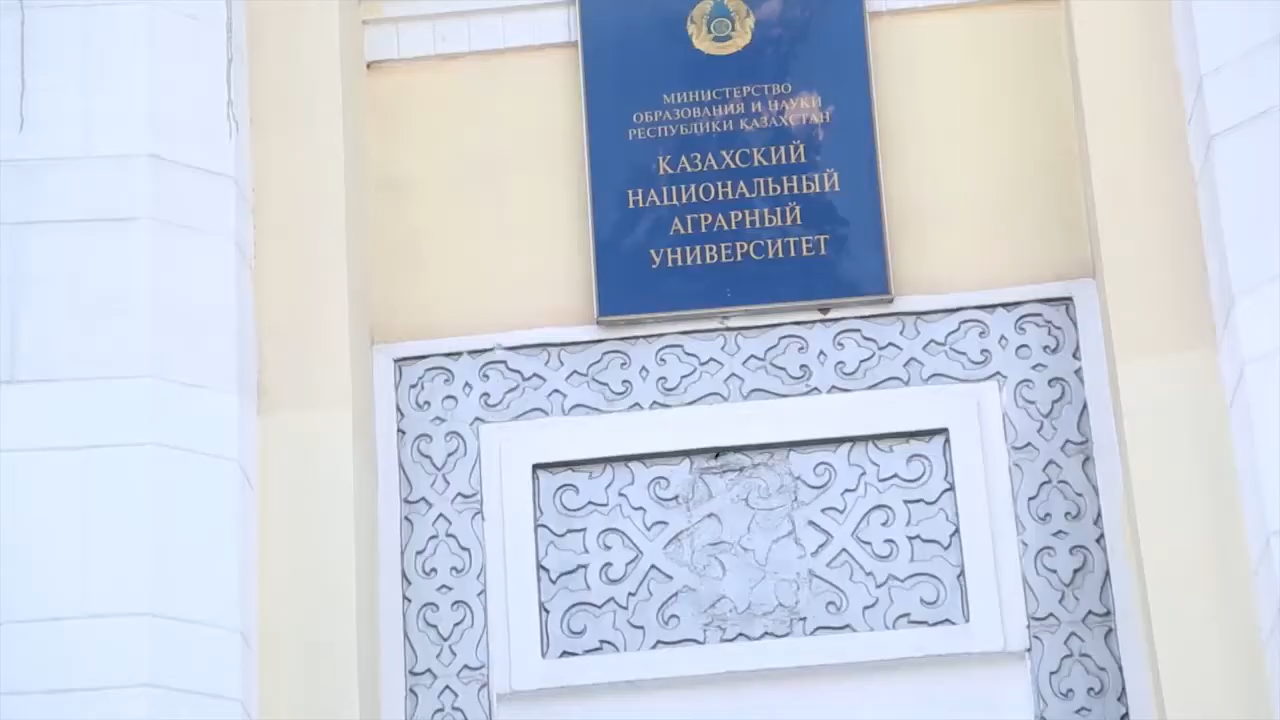 МИНИСТЕРСТВО
ОБРАЗОВАНИЯ И НАУКИ
РЕСПУБЛИКИ КАЗАХСТАН
КАЗАХСКИЙ
НАЦИОНАЛЬНЫЙ
АГРАРНЫЙ
УНИВЕРСИТЕТ